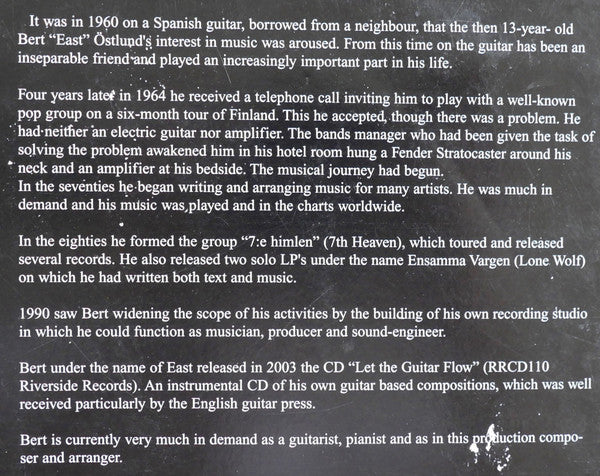 It was in 1960 on a Spanish guitar, borrowed from a neighbour, that the then 13-year- old
Bert “East” Östlund's interest in music was aroused. From this time on the guitar has been an
inseparable friend and played an increasingly important part in his life.
Four years later in 1964 he received a telephone call inviting him to play with a well-known
pop group on a six-month tour of Finland. This he accepted, though there was a problem. He
had neither an electric guitar nor amplifier. The bands manager who had been given the task of
solving the problem awakened him in his hotel room hung a Fender Stratocaster around his
neck and an amplifier at his bedside. The musical journey had begun.
In the seventies he began writing and arranging music for many artists. He was much in
demand and his music was played and in the charts worldwide.
In the eighties he formed the group “7:e himlen” (7th Heaven), which toured and released
several records. He also released two solo LP's under the name Ensamma Vargen (Lone Wolf)
on which he had written both text and music.
1990 saw Bert widening the scope of his activities by the building of his own recording studio
in which he could function as musician, producer and sound-engineer.
Bert under the name of East released in 2003 the CD “Let the Guitar Flow” (RRCD110
Riverside Records). An instrumental CD of his own guitar based compositions, which was well
received particularly by the English guitar press.
Bert is currently very much in demand as a guitarist, pianist and as in this production compo-
ser and arranger.